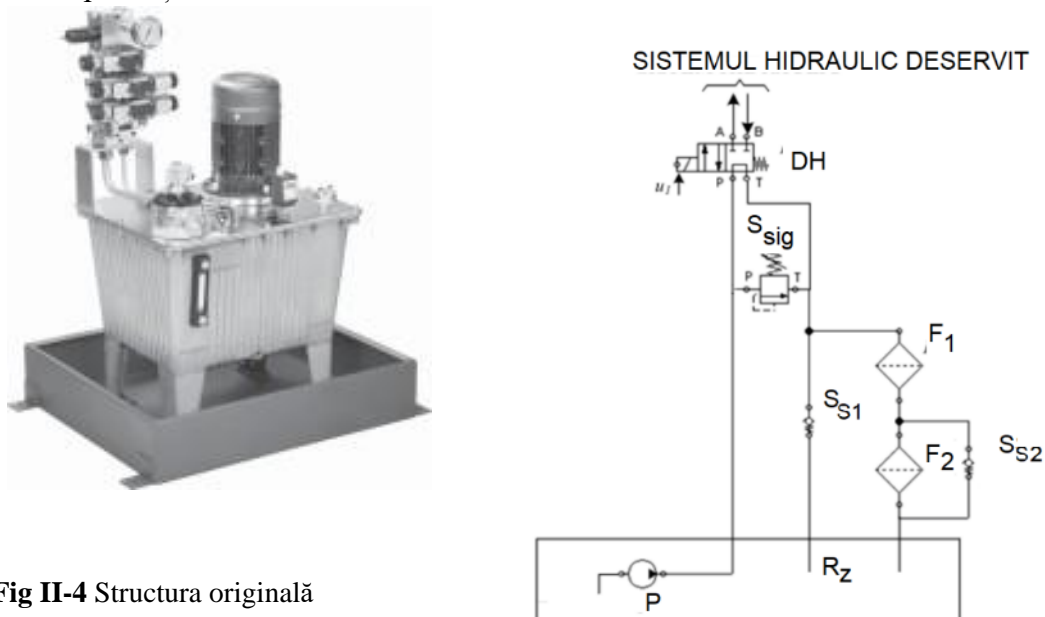 SISTEMUL HIDRAULIC DESERVIT
A B
DH
u1
P T
Ssig
P T
F1
SS1
F2
SS2
RZ
P
Fig II-4 Structura originală